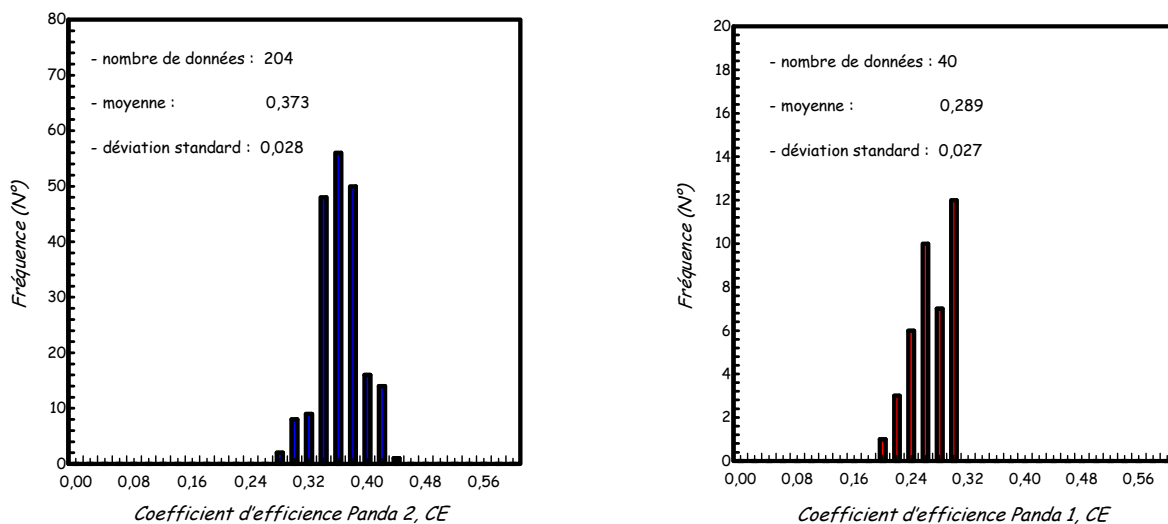 80
70
60
50
40
30
20
10
0
Fréquence (N°)
- nombre de données : 204
- moyenne : 0,373
- déviation standard : 0,028
0,00 0,08 0,16 0,24 0,32 0,40 0,48 0,56
Coefficient d'efficience Panda 2, CE
20
18
16
14
12
10
8
6
4
2
0
Fréquence (N°)
- nombre de données : 40
- moyenne : 0,289
- déviation standard : 0,027
0,00 0,08 0,16 0,24 0,32 0,40 0,48 0,56
Coefficient d'efficience Panda 1, CE